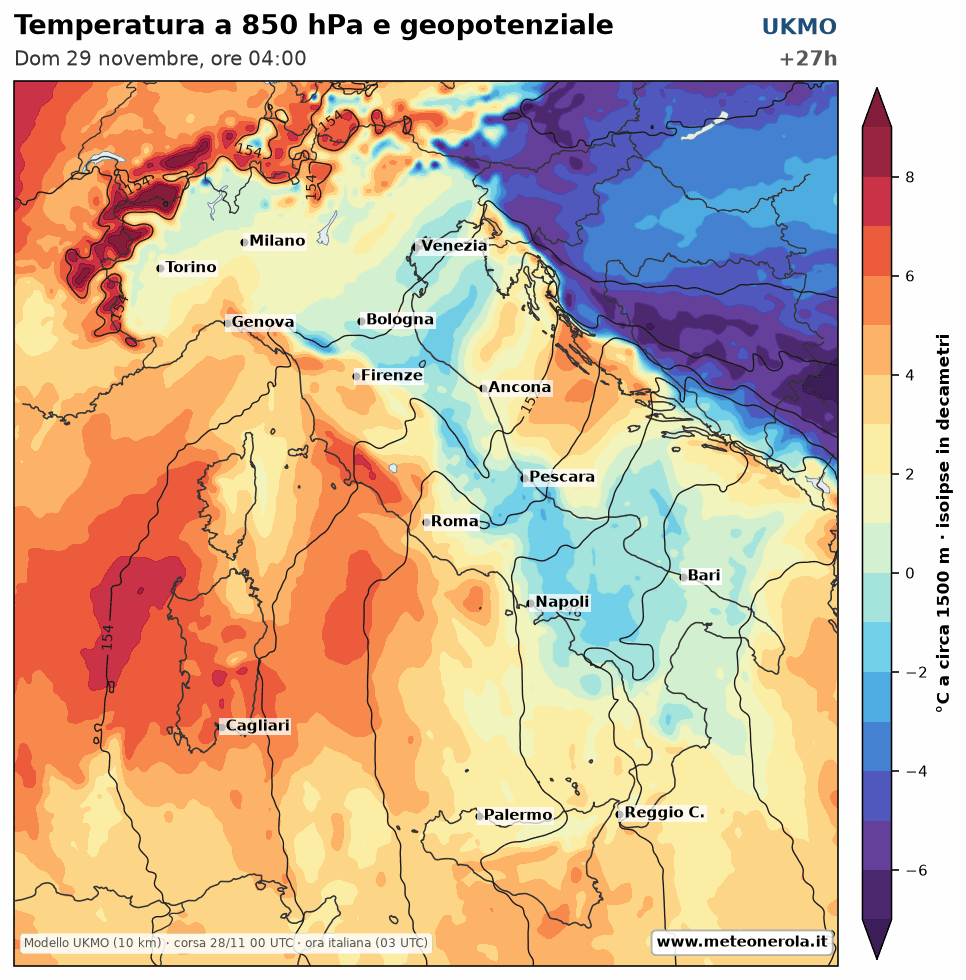 Temperatura a 850 hPa e geopotenziale
UKMO
Dom 29 novembre, ore 04:00
+27h
154
154
154
154
154
Milano
Venezia
Torino
Genova
Bologna
Firenze
Ancona
Pescara
Roma
Bari
Napoli
154
Cagliari
Palermo
Reggio C.
8
6
4
2
0
−2
−4
−6
°C a circa 1500 m · isoipse in decametri
Modello UKMO (10 km) · corsa 28/11 00 UTC · ora italiana (03 UTC)
www.meteonerola.it